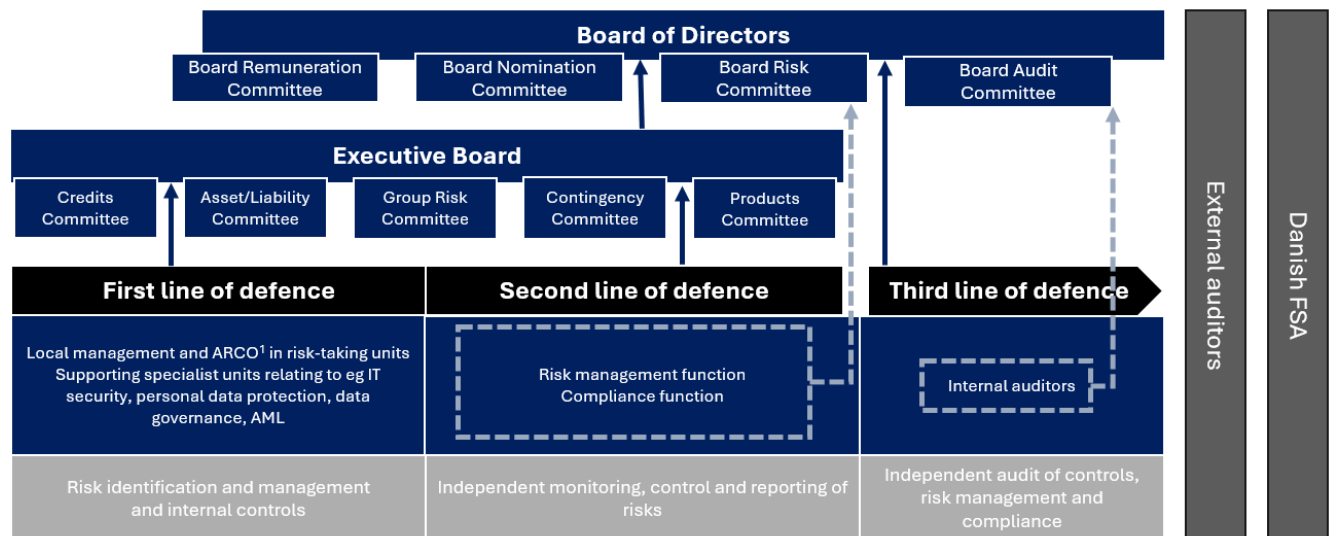 Board of Directors
Board Remuneration
Committee
Board Nomination
Committee
Board Risk
Committee
Board Audit
Committee
Executive Board
Credits
Committee
Asset/Liability
Committee
Group Risk
Committee
Contingency
Committee
Products
Committee
First line of defence
Second line of defence
Third line of defence
Local management and ARCO¹ in risk-taking units
Supporting specialist units relating to eg IT
security, personal data protection, data
governance, AML
Risk management function
Compliance function
Internal auditors
Risk identification and management
and internal controls
Independent monitoring, control and reporting of
risks
Independent audit of controls,
risk management and
compliance
External auditors
Danish FSA